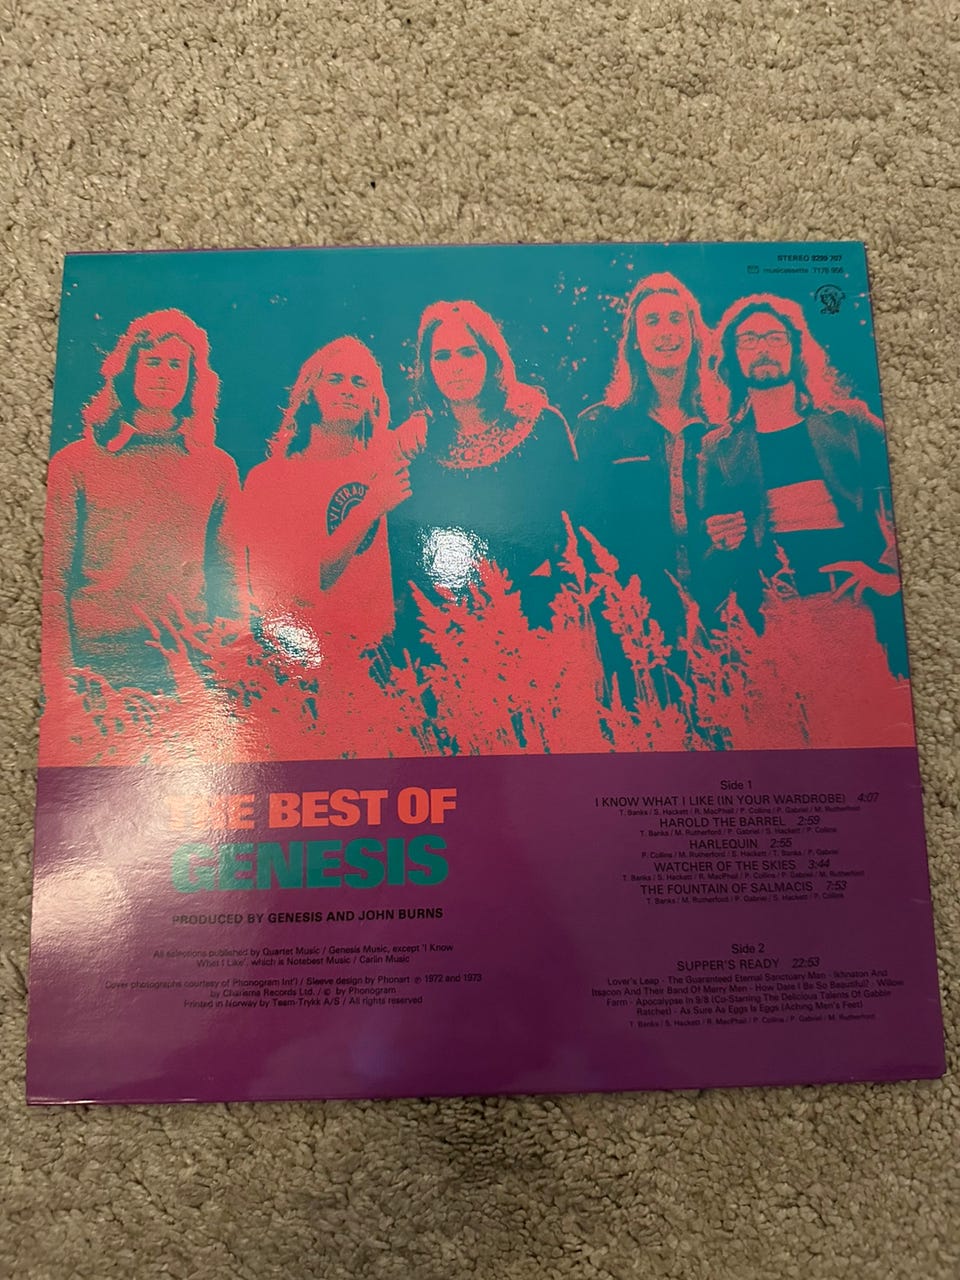 STEREO 9299 707
musicassette 7176 956
THE BEST OF
GENESIS
PRODUCED BY GENESIS AND JOHN BURNS
All selections published by Quartet Music / Genesis Music, except 'I Know
What I Like', which is Notebest Music / Carlin Music
Cover photographs courtesy of Phonogram Int'l / Sleeve design by Phonart ℗ 1972 and 1973
by Charisma Records Ltd. / © by Phonogram
Printed in Norway by Team-Trykk A/S / All rights reserved
Side 1
I KNOW WHAT I LIKE (IN YOUR WARDROBE) 4:07
T. Banks / S. Hackett / R. MacPhail / P. Collins / P. Gabriel / M. Rutherford
HAROLD THE BARREL 2:59
T. Banks / M. Rutherford / P. Gabriel / S. Hackett / P. Collins
HARLEQUIN 2:55
P. Collins / M. Rutherford / S. Hackett / T. Banks / P. Gabriel
WATCHER OF THE SKIES 3:44
T. Banks / S. Hackett / R. MacPhail / P. Collins / P. Gabriel / M. Rutherford
THE FOUNTAIN OF SALMACIS 7:53
T. Banks / M. Rutherford / P. Gabriel / S. Hackett / P. Collins
Side 2
SUPPER'S READY 22:53
Lover's Leap - The Guaranteed Eternal Sanctuary Man - Ikhnaton And
Itsacon And Their Band Of Merry Men - How Dare I Be So Beautiful? - Willow
Farm - Apocalypse In 9/8 (Co-Starring The Delicious Talents Of Gabble
Ratchet) - As Sure As Eggs Is Eggs (Aching Men's Feet)
T. Banks / S. Hackett / R. MacPhail / P. Collins / P. Gabriel / M. Rutherford